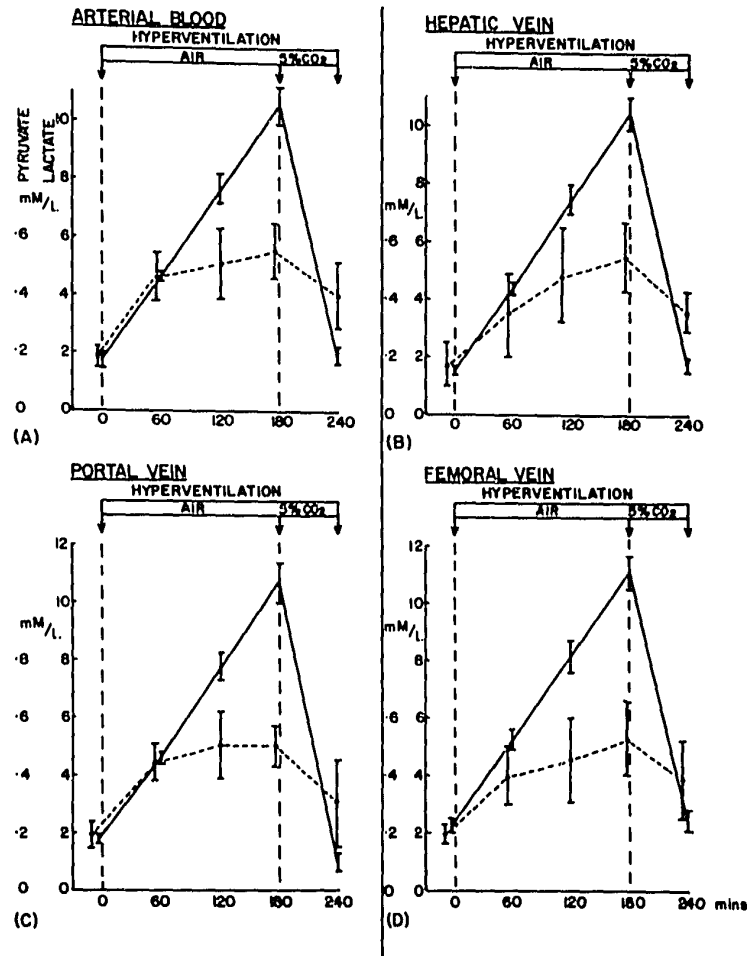 ARTERIAL BLOOD
HYPERVENTILATION
AIR 5%CO₂
PYRUVATE
LACTATE
mM/L.
10
8
.6 6
.4 4
.2 2
0 0
0 60 120 180 240
(A)
HEPATIC VEIN
HYPERVENTILATION
AIR 5%CO₂
mM/L.
10
8
.6 6
.4 4
.2 2
0 0
0 60 120 180 240
(B)
PORTAL VEIN
HYPERVENTILATION
AIR 5%CO₂
mM/L.
12
10
.8 8
.6 6
.4 4
.2 2
0 0
0 60 120 180 240
(C)
FEMORAL VEIN
HYPERVENTILATION
AIR 5%CO₂
mM/L.
12
10
.8 8
.6 6
.4 4
.2 2
0 0
0 60 120 180 240 mins
(D)